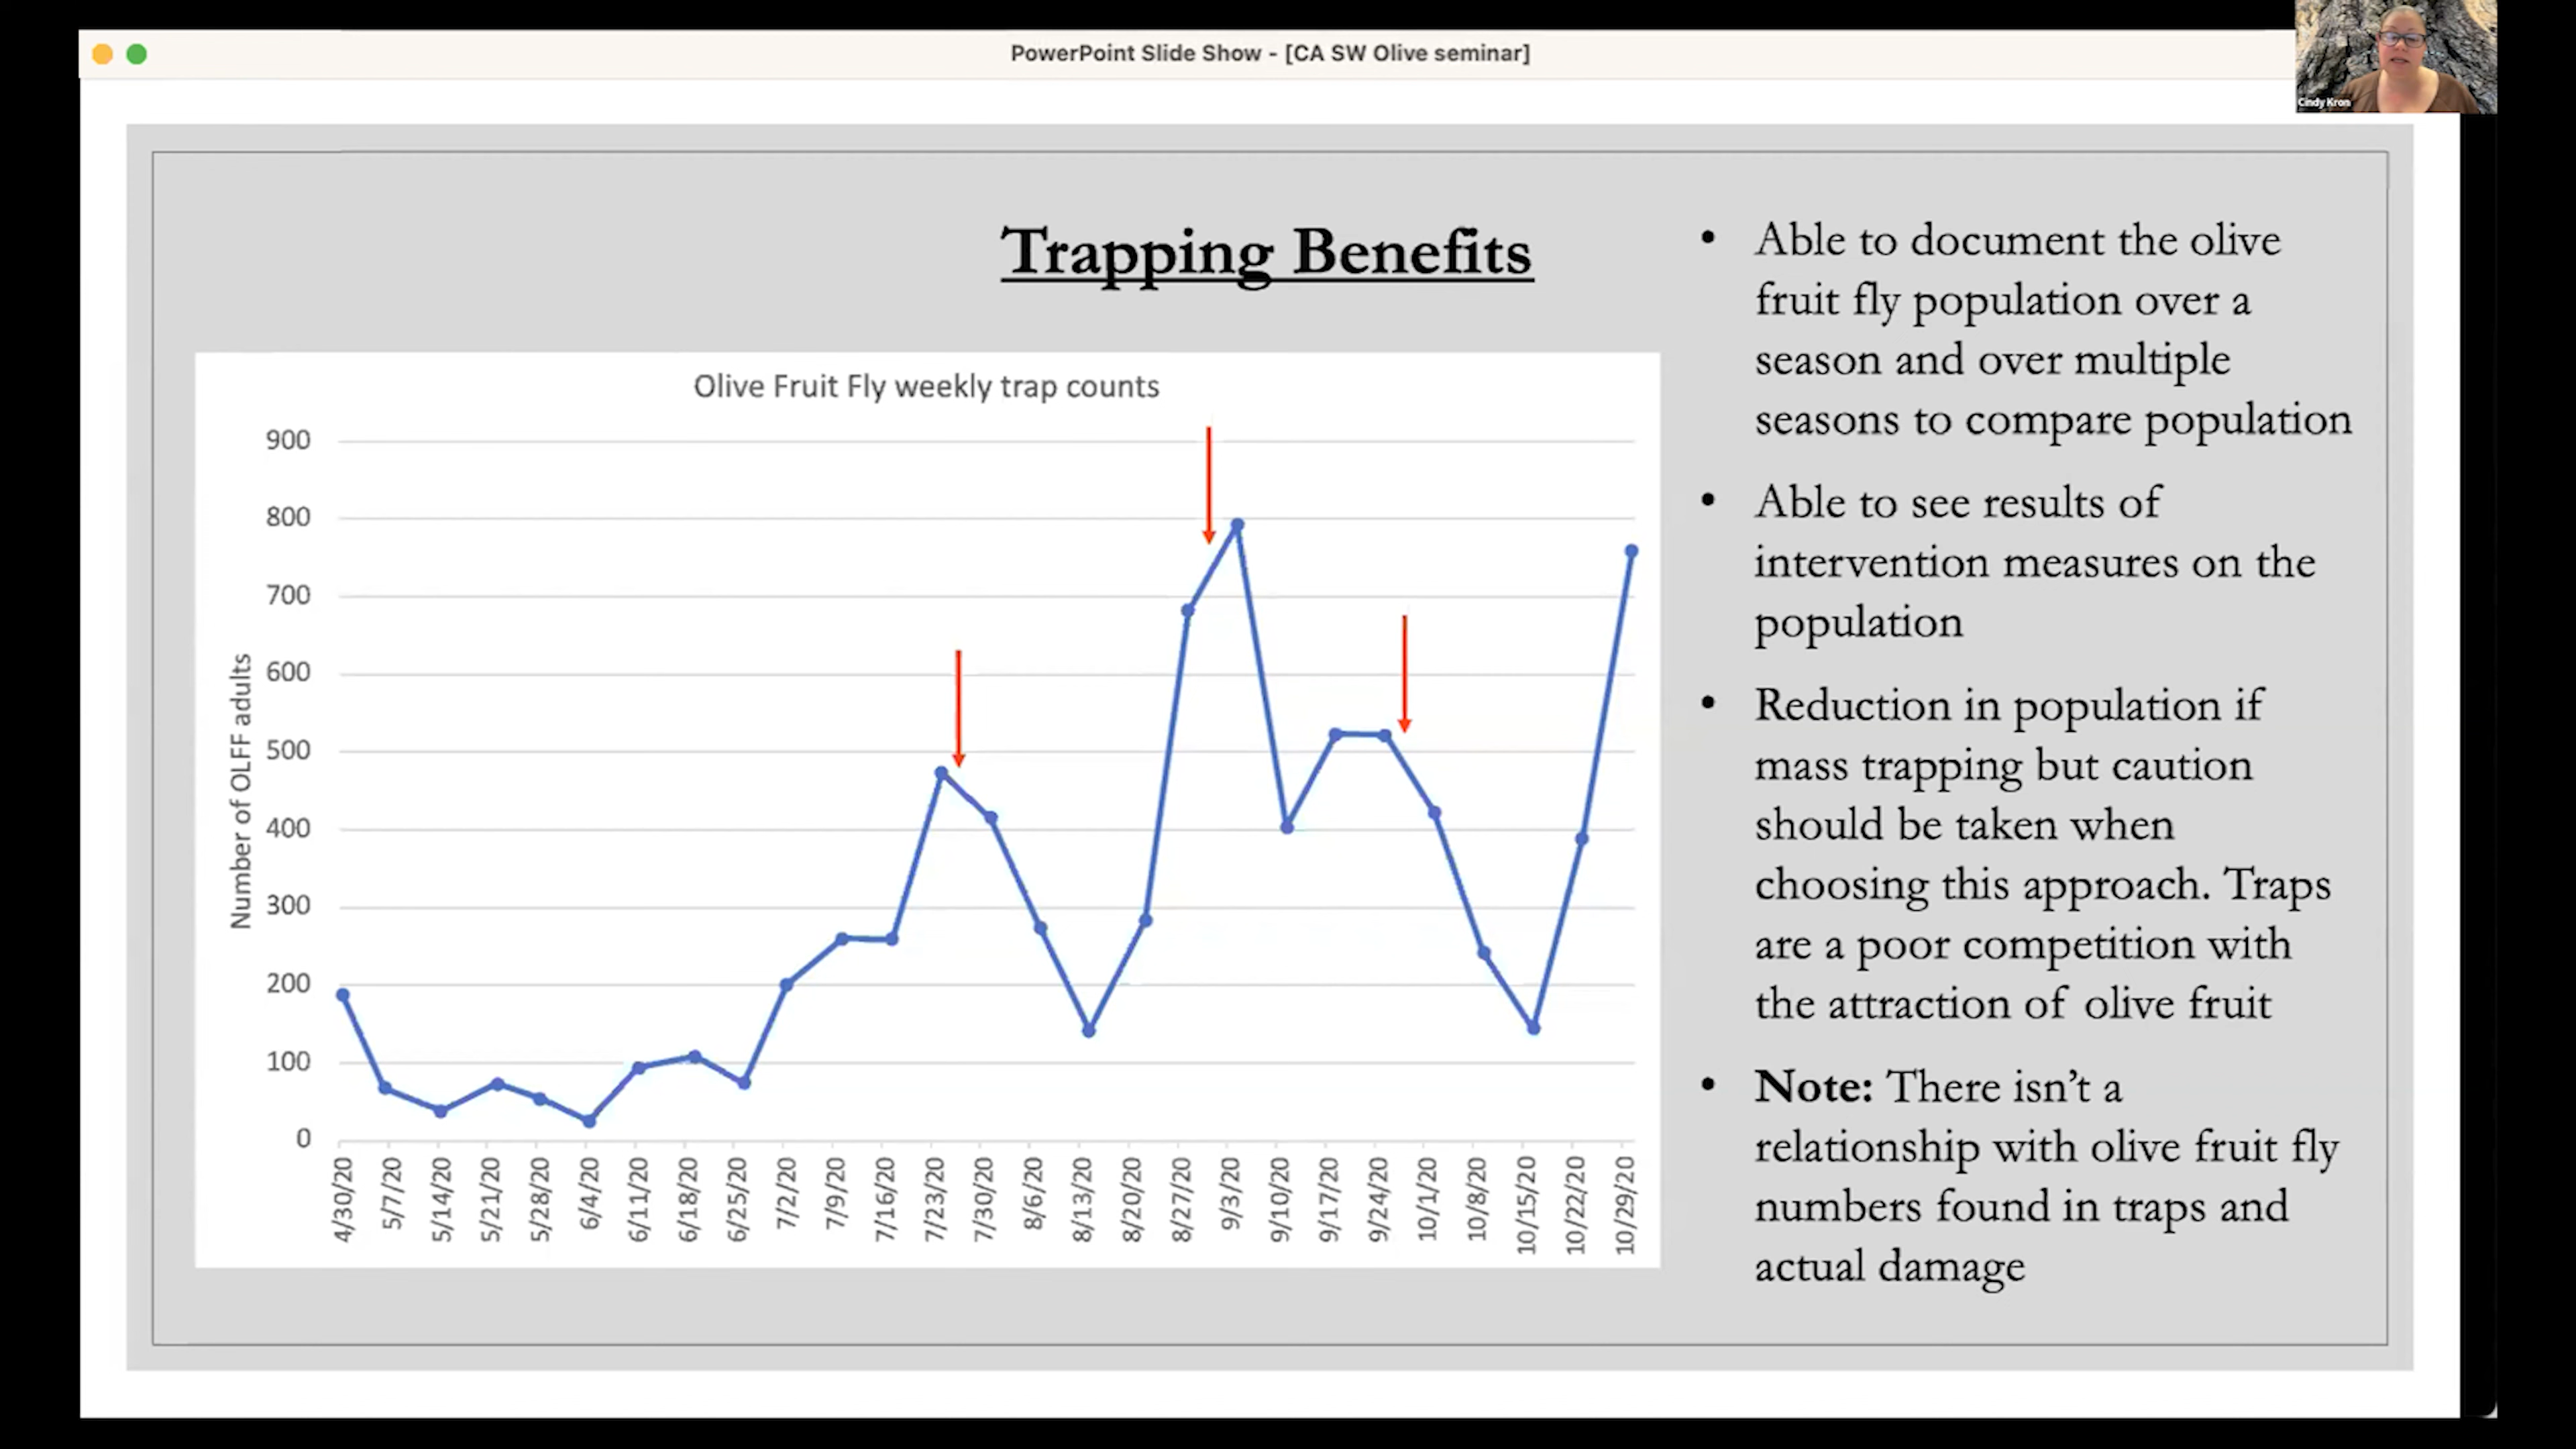 PowerPoint Slide Show - [CA SW Olive seminar]
Cindy Kron
Trapping Benefits
Olive Fruit Fly weekly trap counts
Number of OLFF adults
900
800
700
600
500
400
300
200
100
0
4/30/20
5/7/20
5/14/20
5/21/20
5/28/20
6/4/20
6/11/20
6/18/20
6/25/20
7/2/20
7/9/20
7/16/20
7/23/20
7/30/20
8/6/20
8/13/20
8/20/20
8/27/20
9/3/20
9/10/20
9/17/20
9/24/20
10/1/20
10/8/20
10/15/20
10/22/20
10/29/20
• Able to document the olive
fruit fly population over a
season and over multiple
seasons to compare population
• Able to see results of
intervention measures on the
population
• Reduction in population if
mass trapping but caution
should be taken when
choosing this approach. Traps
are a poor competition with
the attraction of olive fruit
• Note: There isn’t a
relationship with olive fruit fly
numbers found in traps and
actual damage